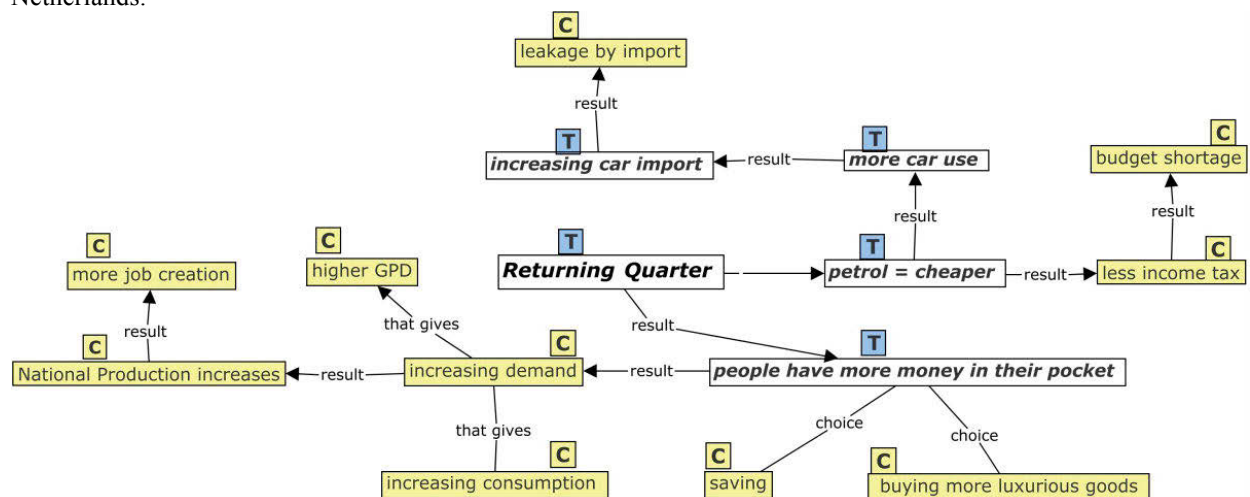 Netherlands.
C
leakage by import
result
T
increasing car import
result
T
more car use
C
budget shortage
result
result
C
more job creation
C
higher GPD
T
Returning Quarter
T
petrol = cheaper
result
C
less income tax
result
that gives
result
C
National Production increases
result
C
increasing demand
result
T
people have more money in their pocket
that gives
choice
choice
C
increasing consumption
C
saving
C
buying more luxurious goods